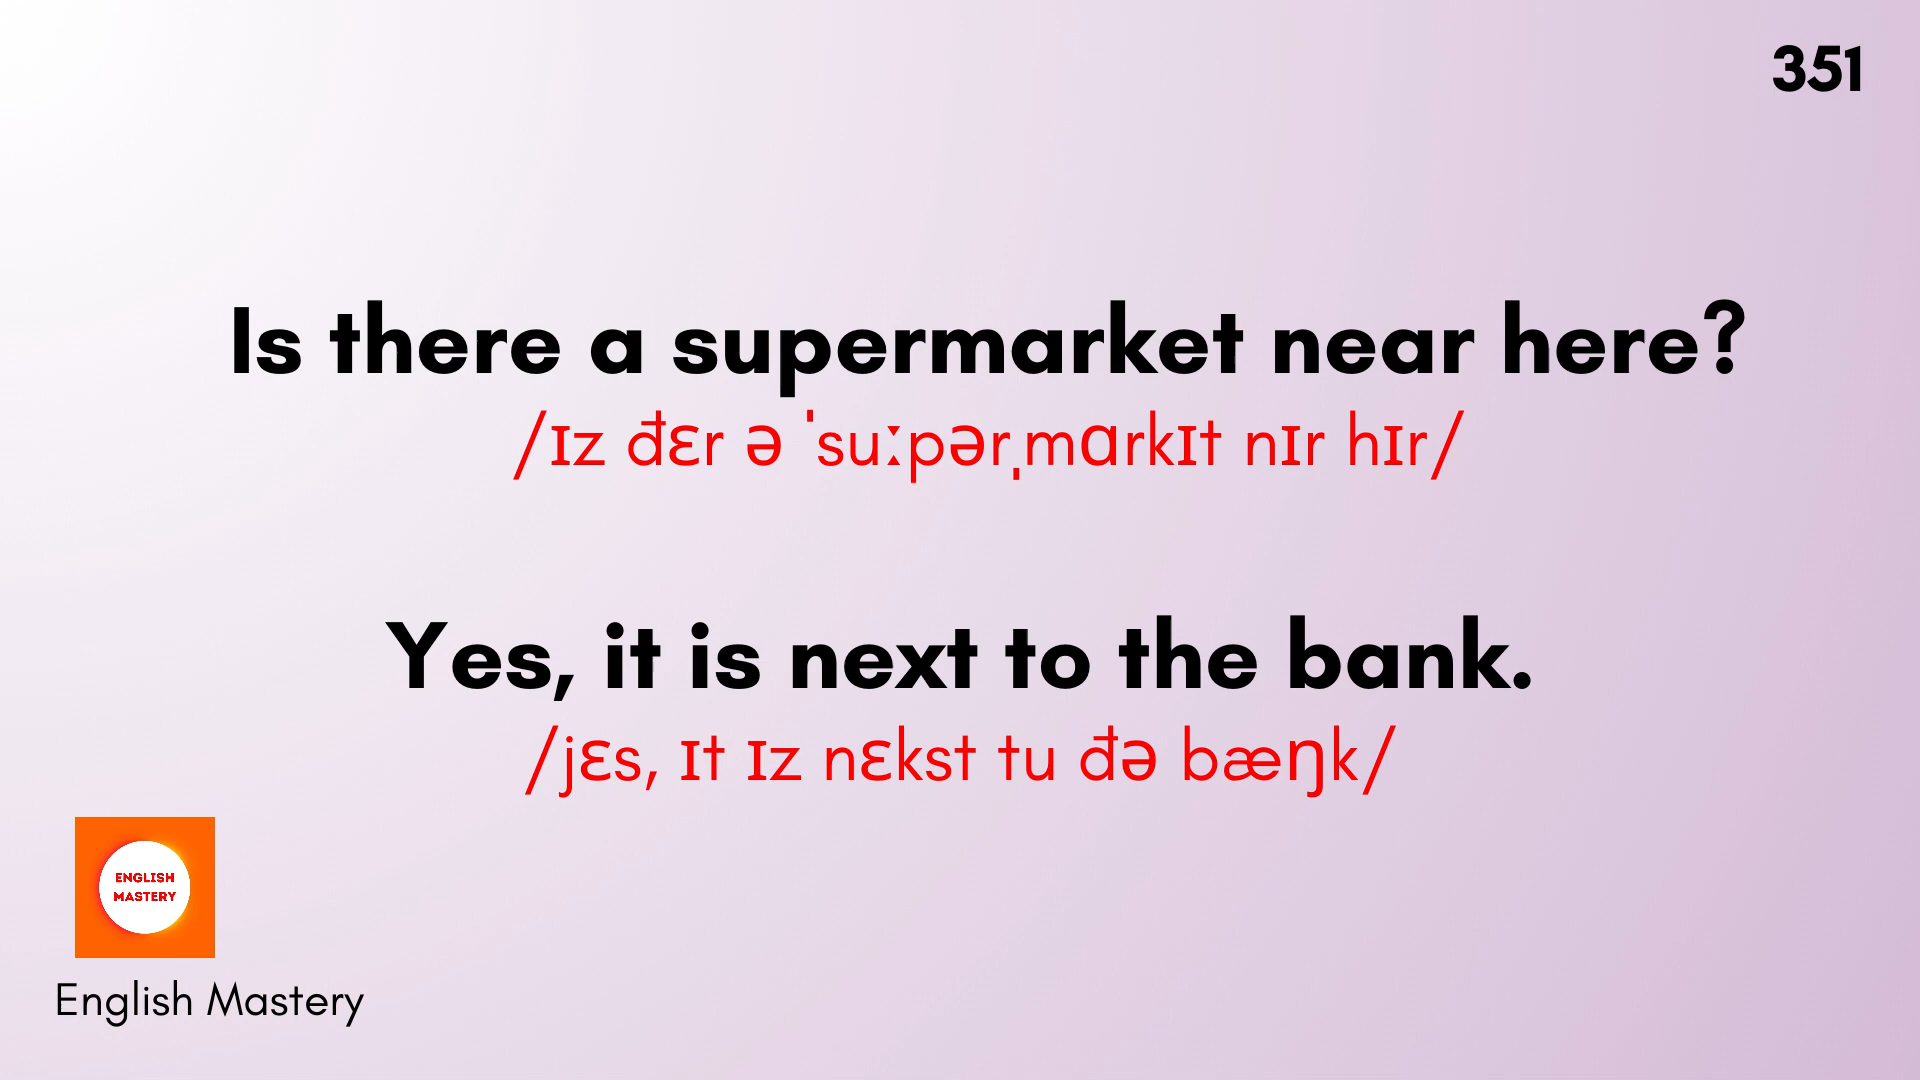 351
Is there a supermarket near here?
/ɪz đɛr ə ˈsuːpərˌmɑrkɪt nɪr hɪr/
Yes, it is next to the bank.
/jɛs, ɪt ɪz nɛkst tu đə bæŋk/
ENGLISH
MASTERY
English Mastery